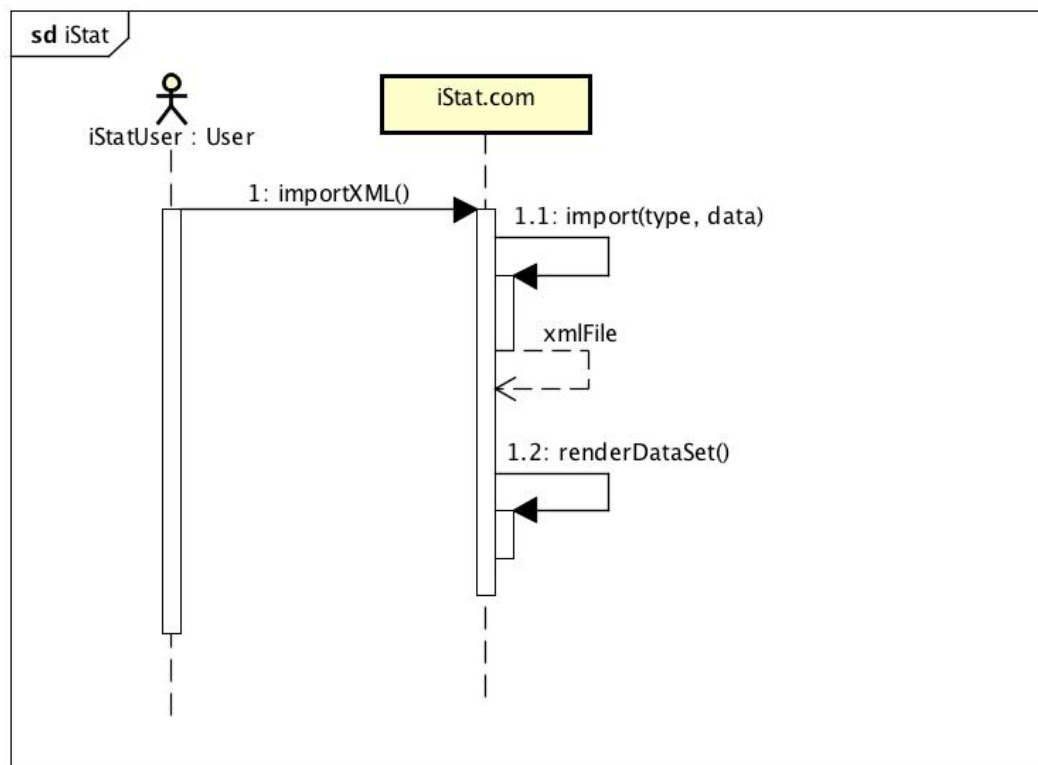 sd iStat
iStatUser : User
iStat.com
1: importXML()
1.1: import(type, data)
xmlFile
1.2: renderDataSet()